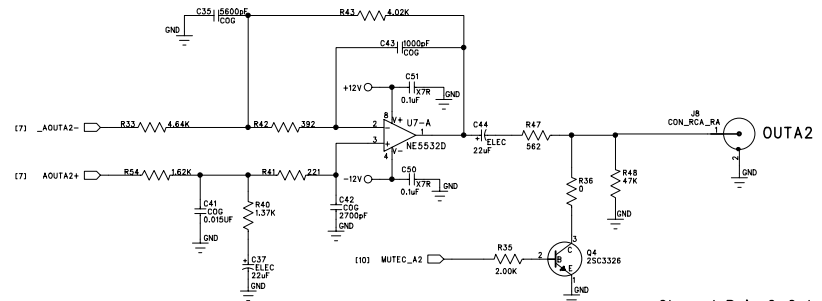 C35 5600pF
COG
GND
R43 4.02K
C43 1000pF
COG
+12V
C51
X7R
0.1uF
GND
[7] _AOUTA2-
R33 4.64K
R42 392
2
8
V+
U7-A
1
3
4
V-
NE5532D
C44
+ ELEC
22uF
R47
562
J8
CON_RCA_RA
1
2
OUTA2
GND
[7] AOUTA2+
R54 1.62K
R41 221
-12V
C50
X7R
0.1uF
GND
C41
COG
0.015UF
GND
R40
1.37K
C42
COG
2700pF
GND
C37
+ ELEC
22uF
GND
R36
0
R48
47K
GND
[10] MUTEC_A2
R35
2.00K
2
B
3
C
E
1
Q4
2SC3326
GND